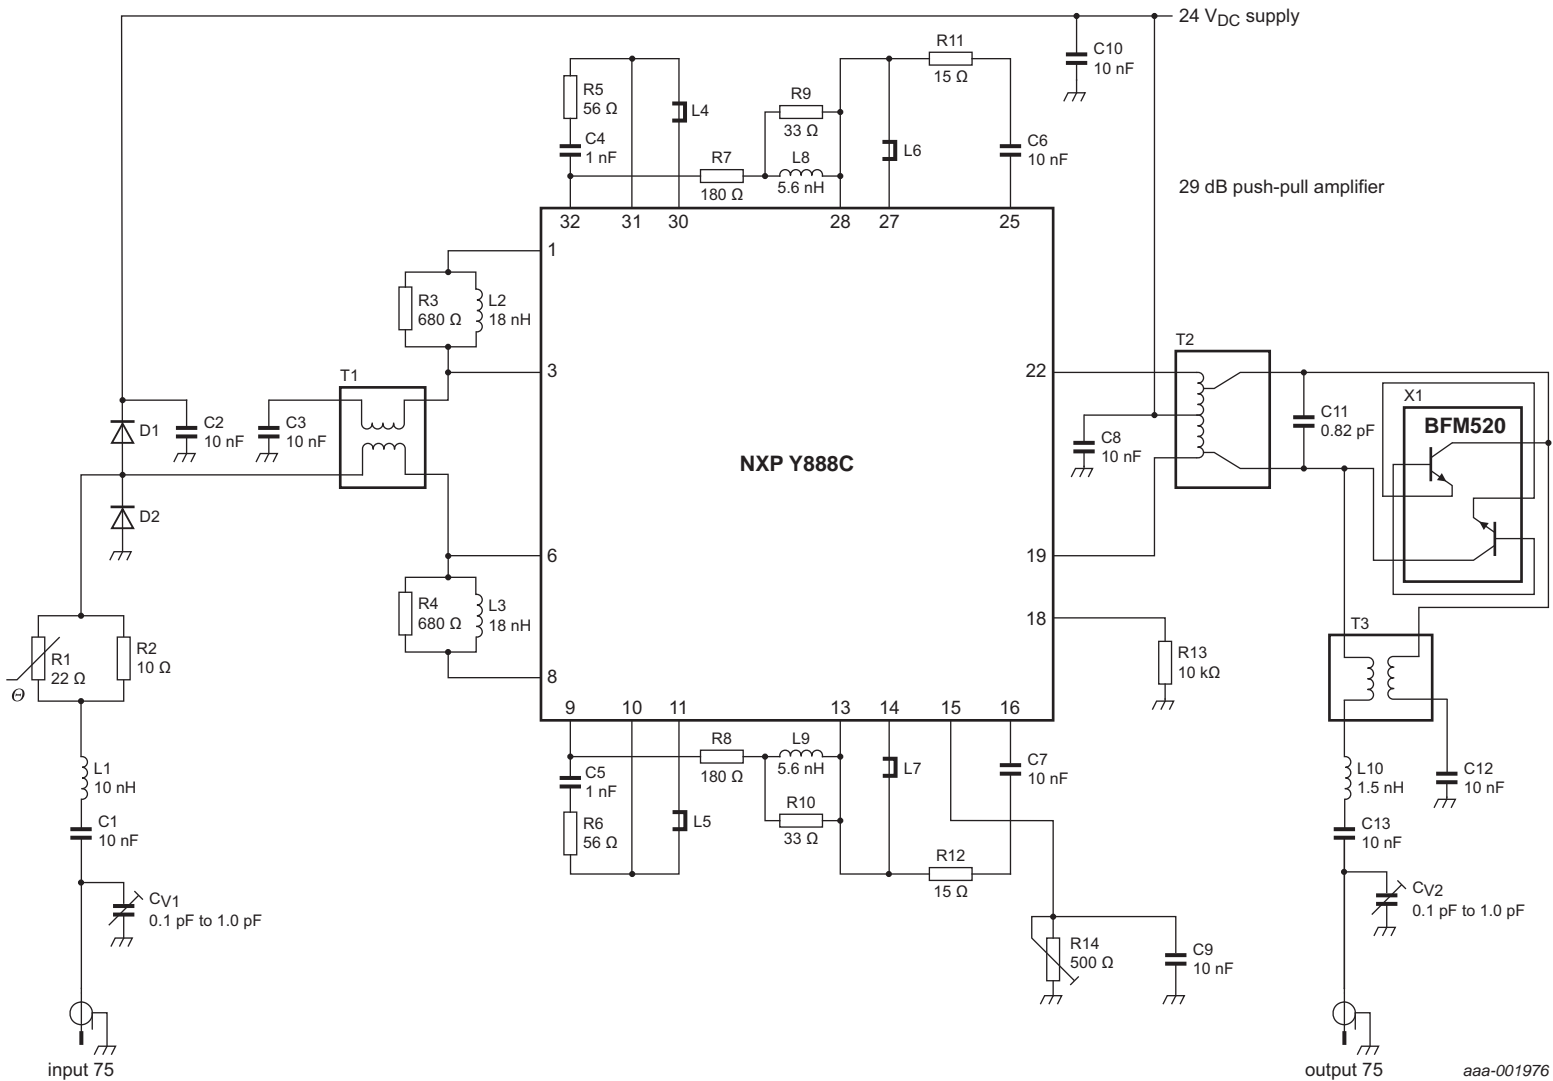 24 VDC supply
C10
10 nF
R11
15 Ω
R5
56 Ω
L4
R9
33 Ω
C4
1 nF
L6
C6
10 nF
R7
180 Ω
L8
5.6 nH
29 dB push-pull amplifier
32
31
30
28
27
25
1
R3
680 Ω
L2
18 nH
T1
3
22
T2
C2
10 nF
C3
10 nF
D1
C8
10 nF
C11
0.82 pF
X1
BFM520
NXP Y888C
D2
6
19
R4
680 Ω
L3
18 nH
18
R1
22 Ω
Θ
R2
10 Ω
8
R13
10 kΩ
T3
9
10
11
13
14
15
16
R8
180 Ω
L9
5.6 nH
L7
C7
10 nF
L1
10 nH
C5
1 nF
R10
33 Ω
L5
R6
56 Ω
L10
1.5 nH
C12
10 nF
C1
10 nF
C13
10 nF
R12
15 Ω
CV1
0.1 pF to 1.0 pF
CV2
0.1 pF to 1.0 pF
R14
500 Ω
C9
10 nF
input 75
output 75
aaa-001976